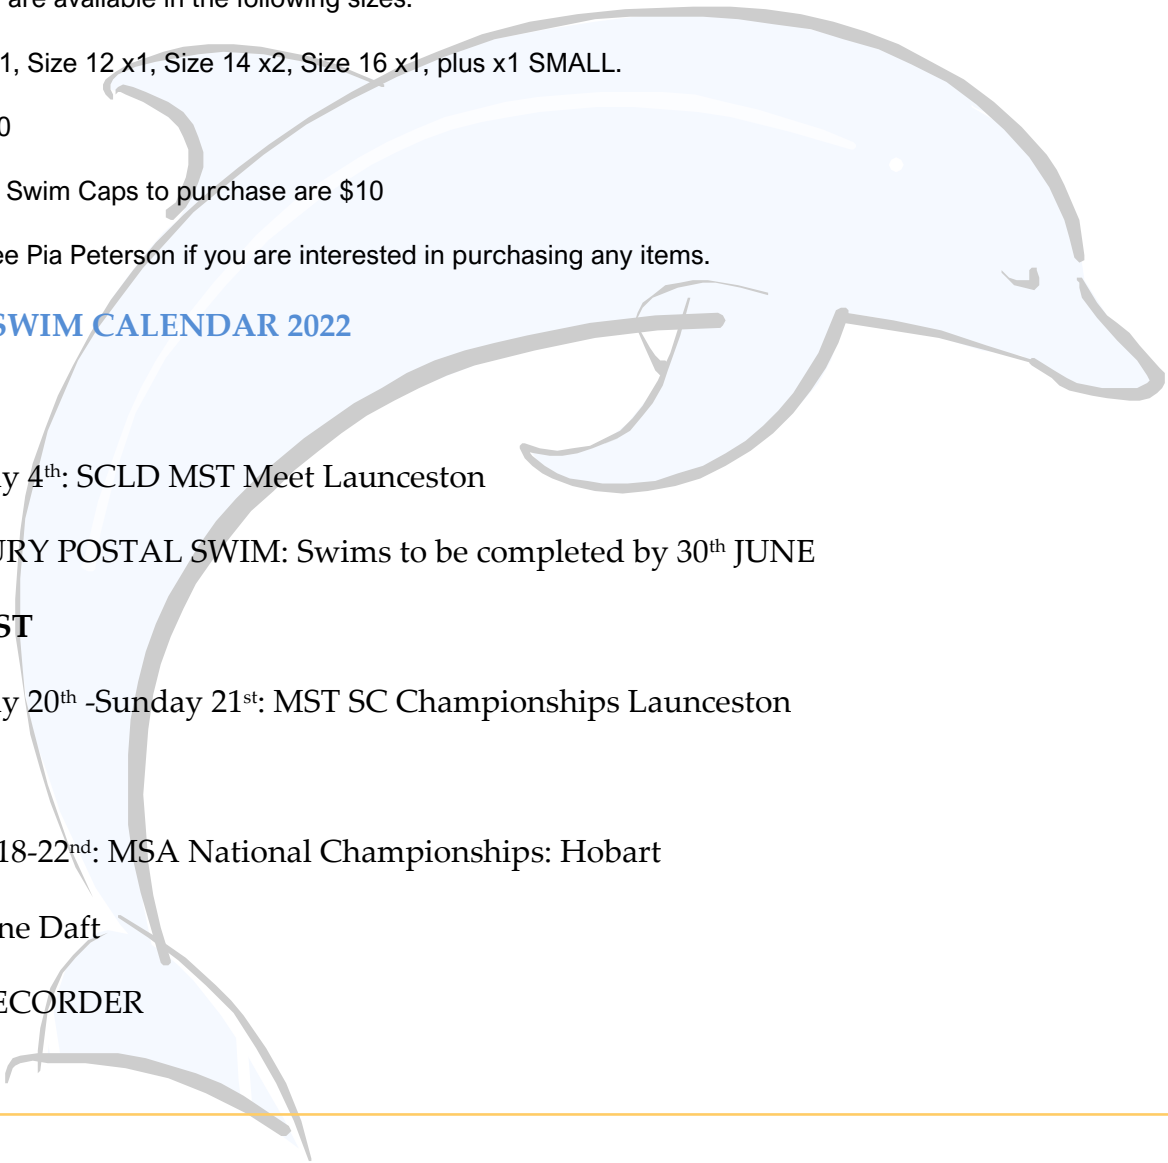 are available in the following sizes.
1, Size 12 x1, Size 14 x2, Size 16 x1, plus x1 SMALL.
0
Swim Caps to purchase are $10
ee Pia Peterson if you are interested in purchasing any items.
SWIM CALENDAR 2022
y 4th: SCLD MST Meet Launceston
URY POSTAL SWIM: Swims to be completed by 30th JUNE
ST
y 20th -Sunday 21st: MST SC Championships Launceston
18-22nd: MSA National Championships: Hobart
ne Daft
ECORDER